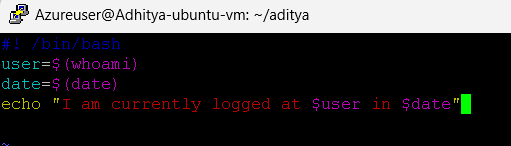 Azureuser@Adhitya-ubuntu-vm: ~/aditya
#! /bin/bash
user=$(whoami)
date=$(date)
echo "I am currently logged at $user in $date"
~